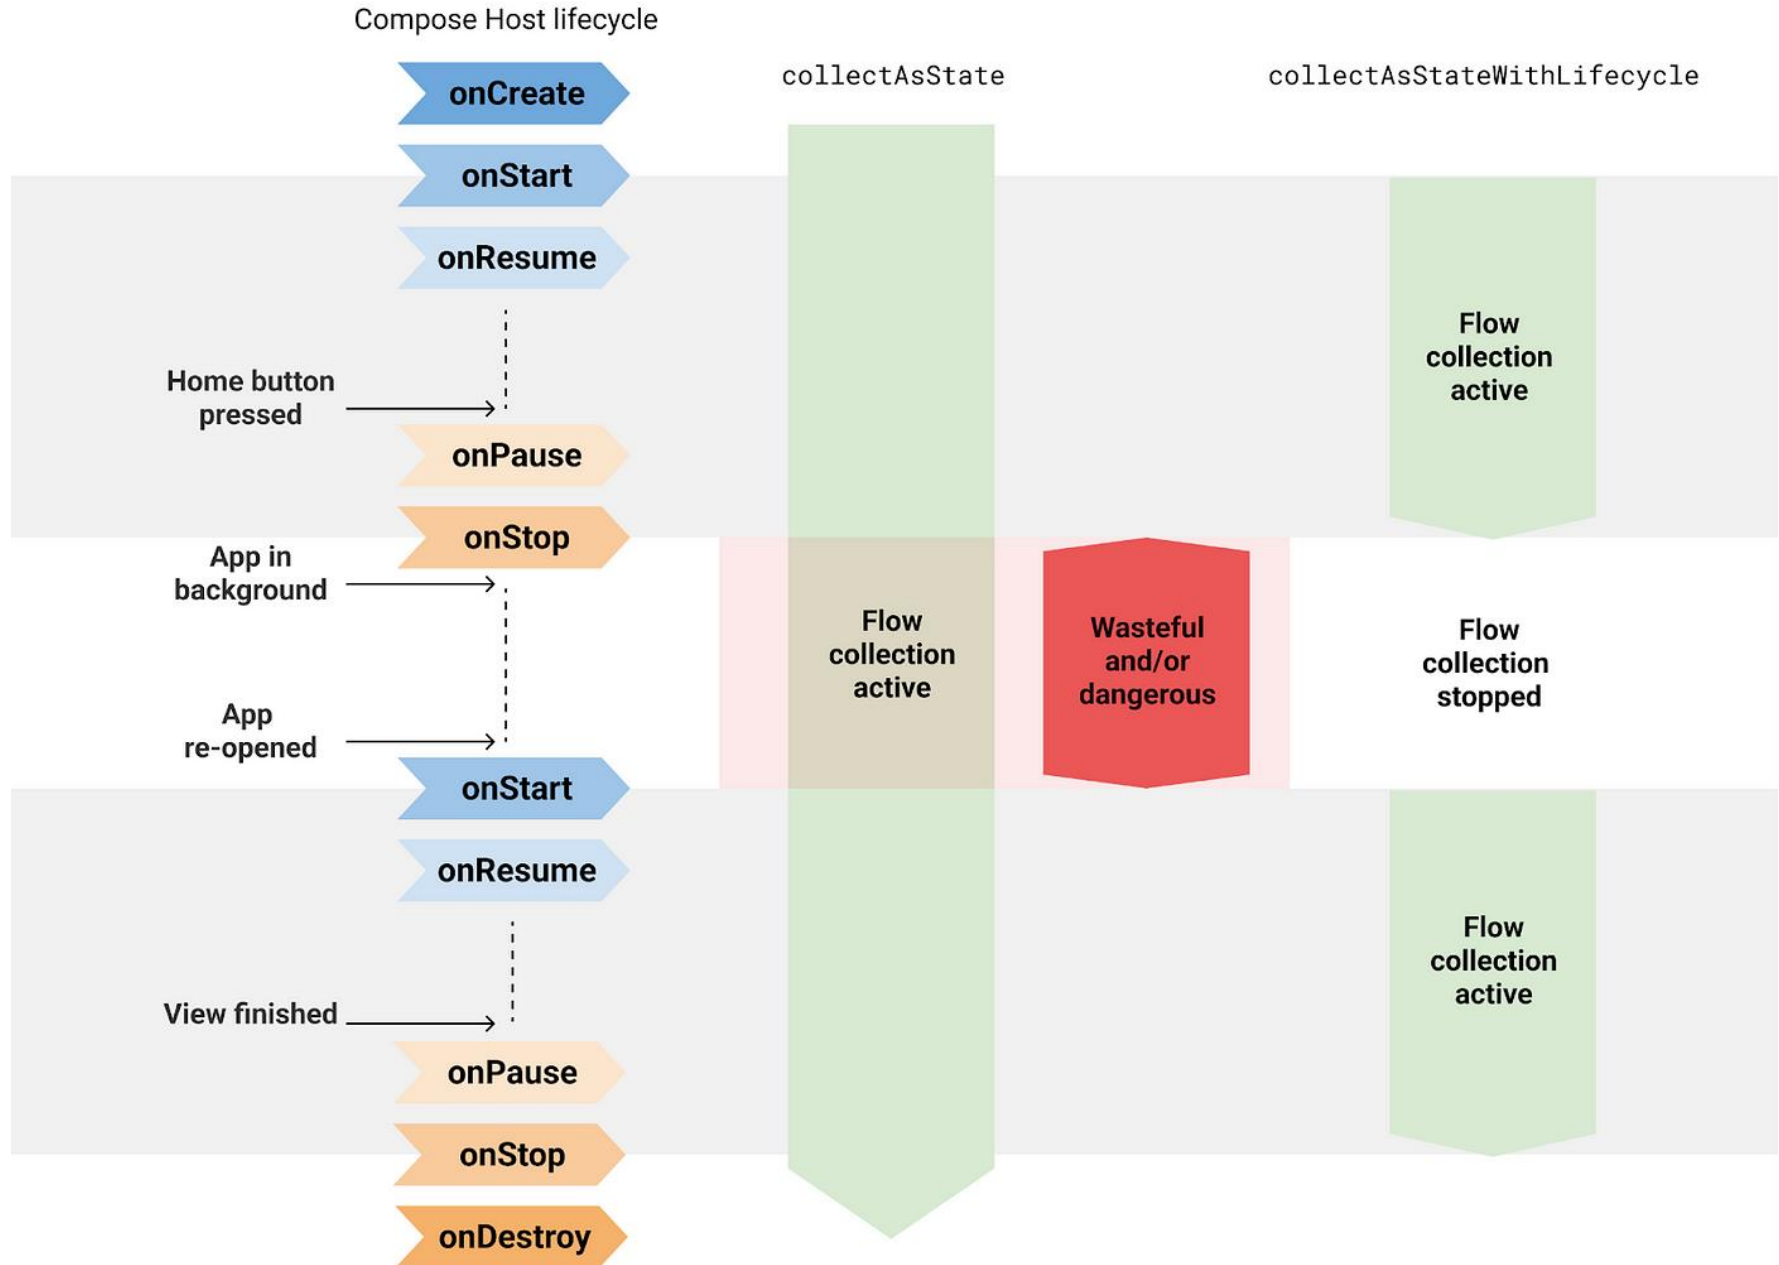 Compose Host lifecycle
collectAsState
collectAsStateWithLifecycle
onCreate
onStart
onResume
Home button
pressed
onPause
onStop
App in
background
App
re-opened
onStart
onResume
View finished
onPause
onStop
onDestroy
Flow
collection
active
Wasteful
and/or
dangerous
Flow
collection
active
Flow
collection
stopped
Flow
collection
active